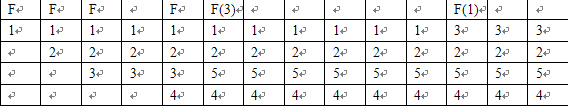 F F F F F(3) F(1)
1 1 1 1 1 1 1 1 1 1 1 3 3 3
2 2 2 2 2 2 2 2 2 2 2 2 2
3 3 3 5 5 5 5 5 5 5 5 5
4 4 4 4 4 4 4 4 4 4